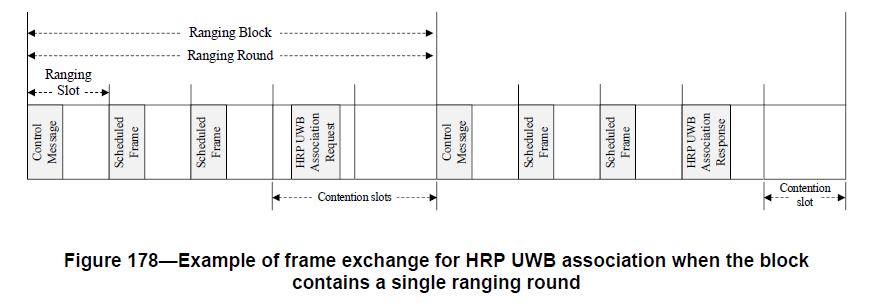 Ranging Block
Ranging Round
Ranging
Slot
Control
Message
Scheduled
Frame
Scheduled
Frame
HRP UWB
Association
Request
Control
Message
Scheduled
Frame
Scheduled
Frame
HRP UWB
Association
Response
Contention slots
Contention
slot
Figure 178—Example of frame exchange for HRP UWB association when the block
contains a single ranging round